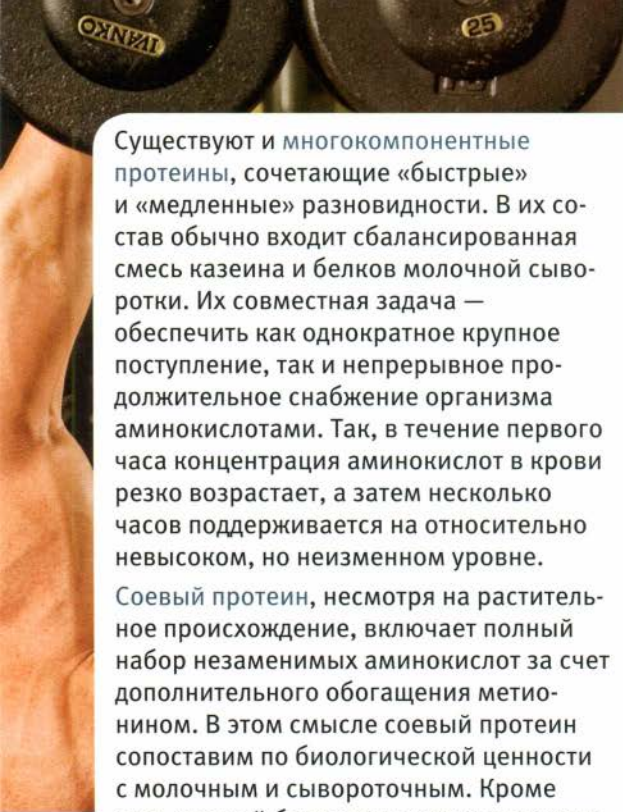 IVANKO
25
Существуют и многокомпонентные
протеины, сочетающие «быстрые»
и «медленные» разновидности. В их со-
став обычно входит сбалансированная
смесь казеина и белков молочной сыво-
ротки. Их совместная задача —
обеспечить как однократное крупное
поступление, так и непрерывное про-
должительное снабжение организма
аминокислотами. Так, в течение первого
часа концентрация аминокислот в крови
резко возрастает, а затем несколько
часов поддерживается на относительно
невысоком, но неизменном уровне.
Соевый протеин, несмотря на раститель-
ное происхождение, включает полный
набор незаменимых аминокислот за счет
дополнительного обогащения метио-
нином. В этом смысле соевый протеин
сопоставим по биологической ценности
с молочным и сывороточным. Кроме